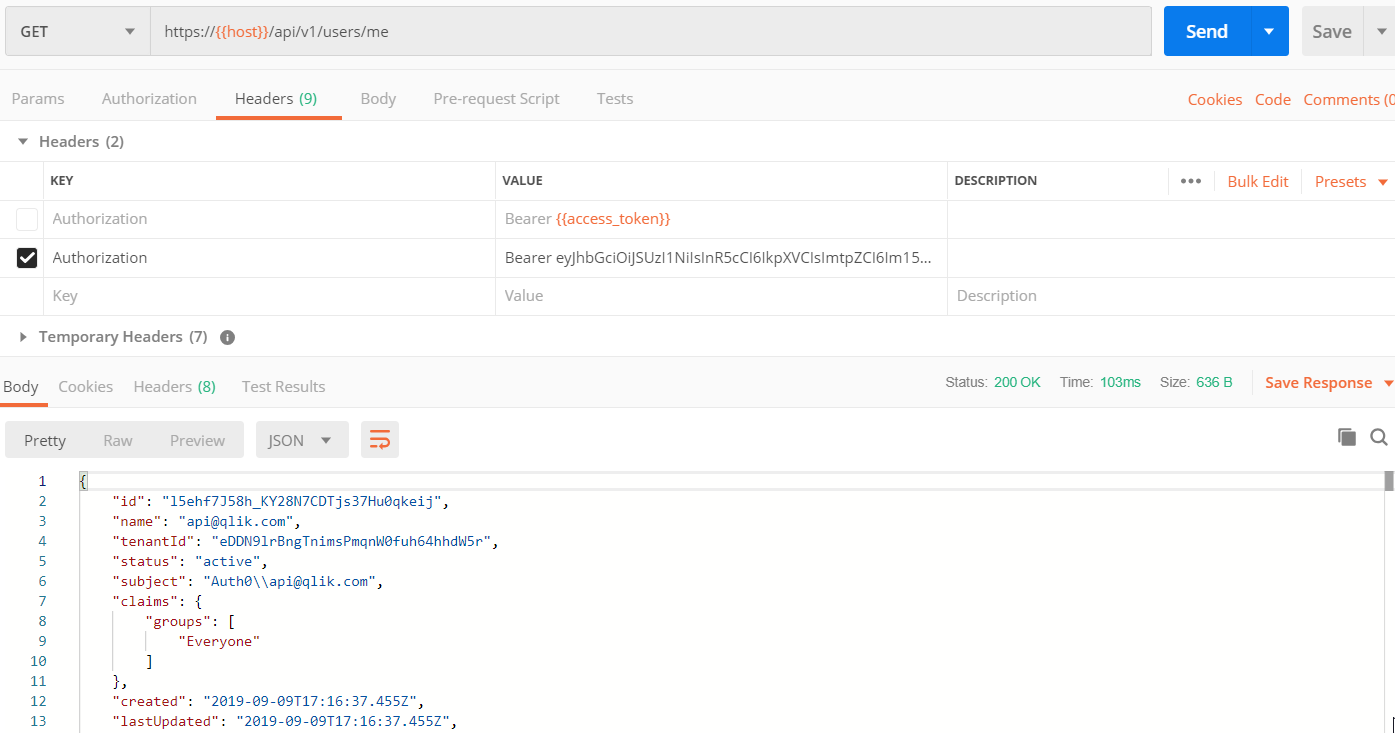 GET https://{{host}}/api/v1/users/me Send Save
Params Authorization Headers (9) Body Pre-request Script Tests Cookies Code Comments (0
Headers (2)
KEY VALUE DESCRIPTION ••• Bulk Edit Presets
Authorization Bearer {{access_token}}
Authorization Bearer eyJhbGciOiJSUzI1NiIsInR5cCI6IkpXVCIsImtpZCI6Im15...
Key Value Description
Temporary Headers (7) i
Body Cookies Headers (8) Test Results Status: 200 OK Time: 103ms Size: 636 B Save Response
Pretty Raw Preview JSON
1 {
2 "id": "l5ehf7J58h_KY28N7CDTjs37Hu0qkeij",
3 "name": "api@qlik.com",
4 "tenantId": "eDDN9lrBngTnimsPmqnW0fuh64hhdW5r",
5 "status": "active",
6 "subject": "Auth0\\api@qlik.com",
7 "claims": {
8 "groups": [
9 "Everyone"
10 ]
11 },
12 "created": "2019-09-09T17:16:37.455Z",
13 "lastUpdated": "2019-09-09T17:16:37.455Z",